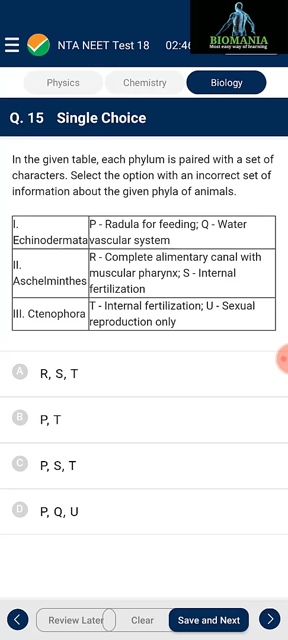 BIOMANIA
Most easy way of learning
NTA NEET Test 18 02:46
Physics Chemistry Biology
Q. 15 Single Choice
In the given table, each phylum is paired with a set of
characters. Select the option with an incorrect set of
information about the given phyla of animals.
I.
Echinodermata
P - Radula for feeding; Q - Water
vascular system
II.
Aschelminthes
R - Complete alimentary canal with
muscular pharynx; S - Internal
fertilization
III. Ctenophora
T - Internal fertilization; U - Sexual
reproduction only
A R, S, T
B P, T
C P, S, T
D P, Q, U
Review Later Clear Save and Next